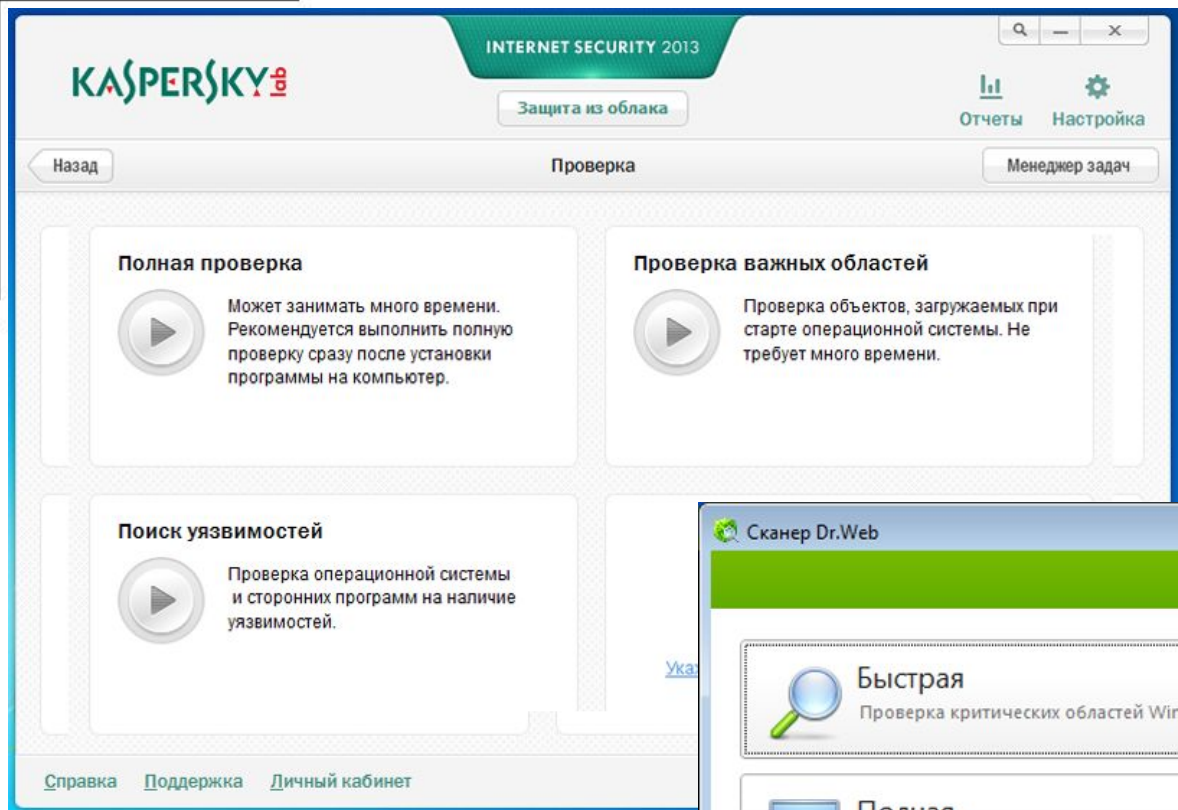 INTERNET SECURITY 2013
KASPERSKY lab
Защита из облака
Отчеты
Настройка
Назад
Проверка
Менеджер задач
Полная проверка
Может занимать много времени.
Рекомендуется выполнить полную
проверку сразу после установки
программы на компьютер.
Проверка важных областей
Проверка объектов, загружаемых при
старте операционной системы. Не
требует много времени.
Поиск уязвимостей
Проверка операционной системы
и сторонних программ на наличие
уязвимостей.
Справка
Поддержка
Личный кабинет
Сканер Dr.Web
Быстрая
Проверка критических областей
Полная